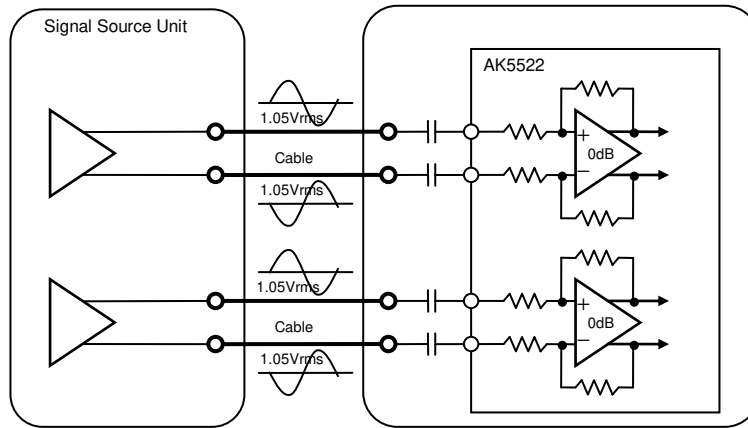 Signal Source Unit
AK5522
1.05Vrms
Cable
1.05Vrms
+
−
0dB
1.05Vrms
Cable
1.05Vrms
+
−
0dB